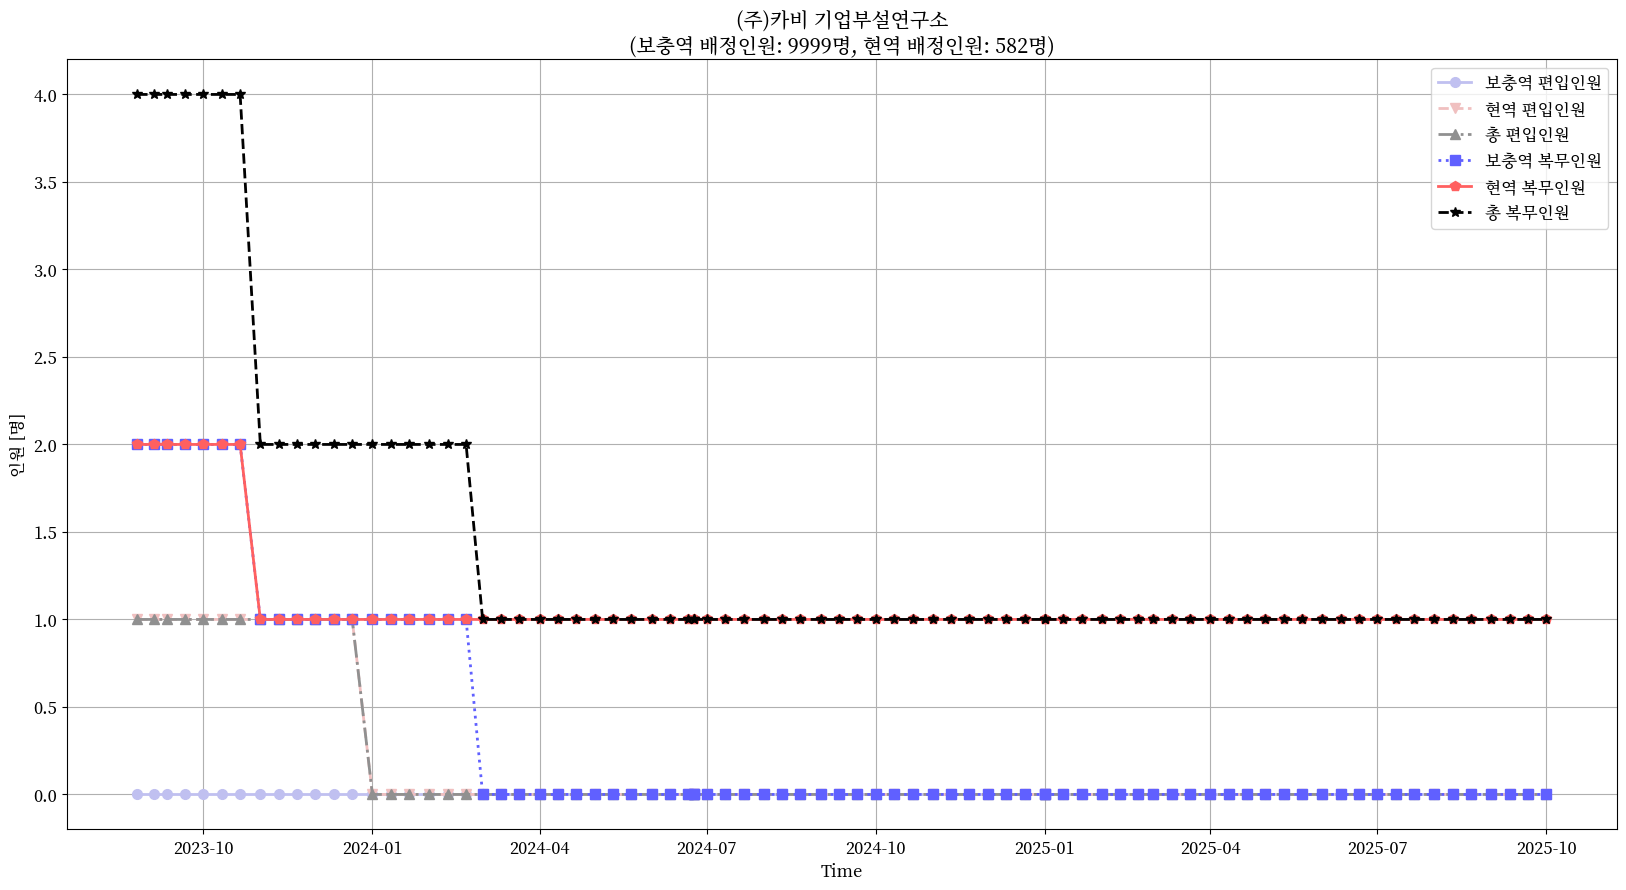 (주)카비 기업부설연구소
(보충역 배정인원: 9999명, 현역 배정인원: 582명)
보충역 편입인원
현역 편입인원
총 편입인원
보충역 복무인원
현역 복무인원
총 복무인원
인원 [명]
4.0
3.5
3.0
2.5
2.0
1.5
1.0
0.5
0.0
2023-10
2024-01
2024-04
2024-07
2024-10
2025-01
2025-04
2025-07
2025-10
Time